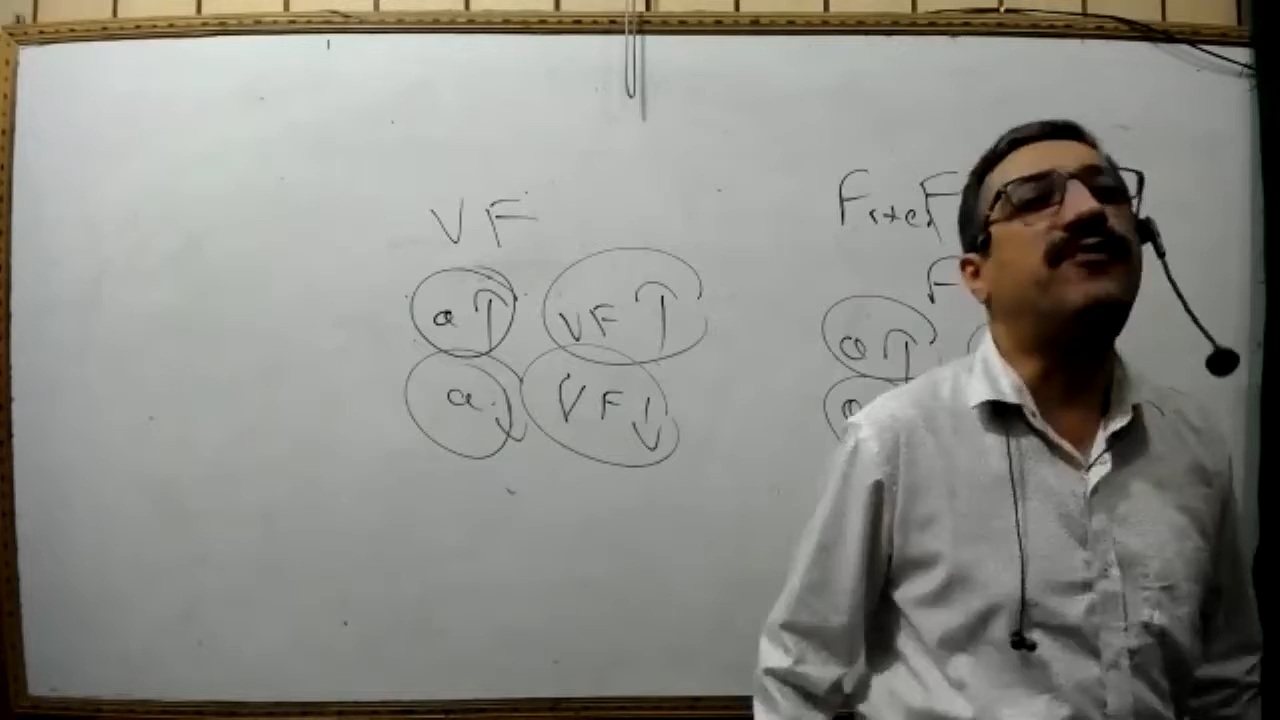 VF
a↑ VF↑
a↓ VF↓
Fixed F
F
a↑
a